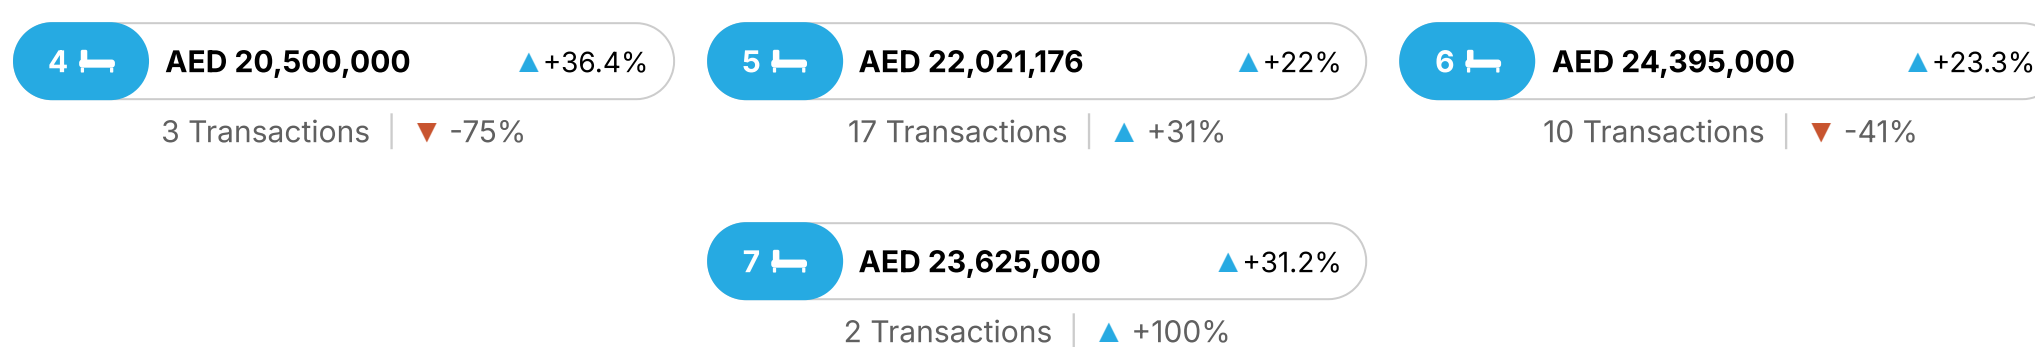 4 AED 20,500,000 ▲+36.4% 5 AED 22,021,176 ▲+22% 6 AED 24,395,000 ▲+23.3%
3 Transactions | ▼ -75% 17 Transactions | ▲ +31% 10 Transactions | ▼ -41%
7 AED 23,625,000 ▲+31.2%
2 Transactions | ▲ +100%